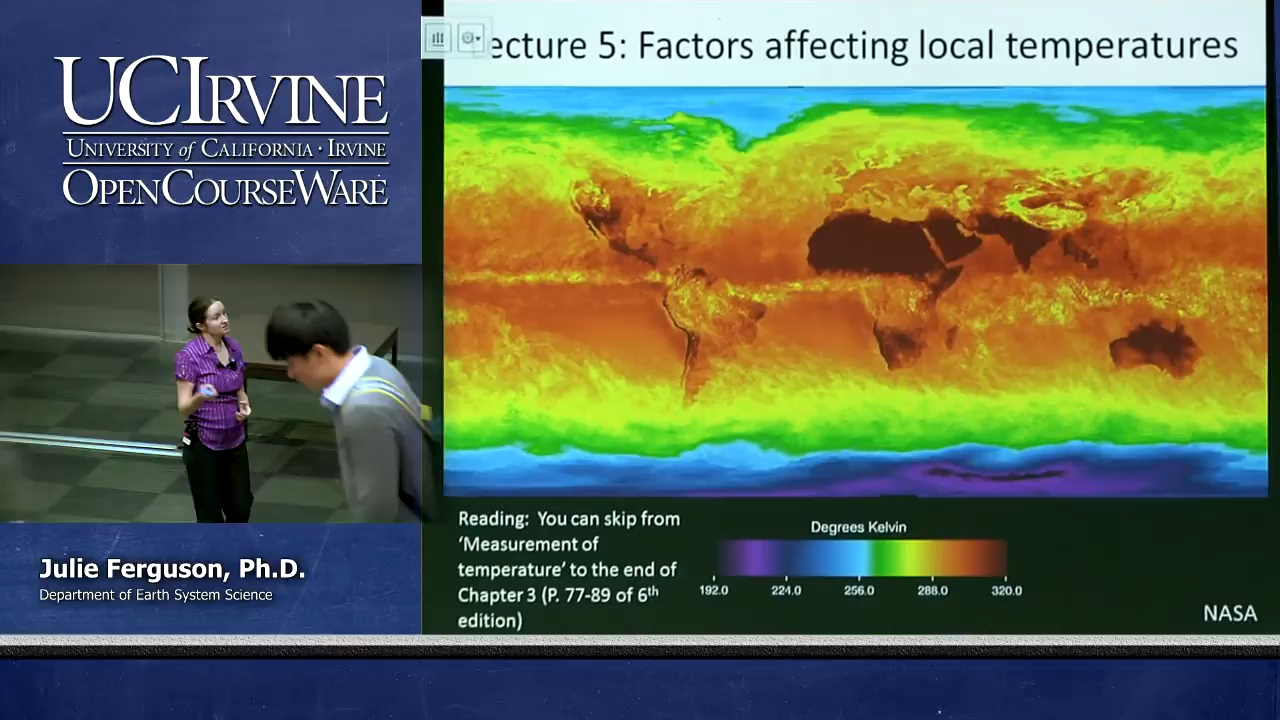 UCIRVINE
UNIVERSITY of CALIFORNIA · IRVINE
OPENCOURSEWARE
Julie Ferguson, Ph.D.
Department of Earth System Science
ecture 5: Factors affecting local temperatures
Reading: You can skip from
‘Measurement of
temperature’ to the end of
Chapter 3 (P. 77-89 of 6th
edition)
Degrees Kelvin
192.0 224.0 256.0 288.0 320.0
NASA